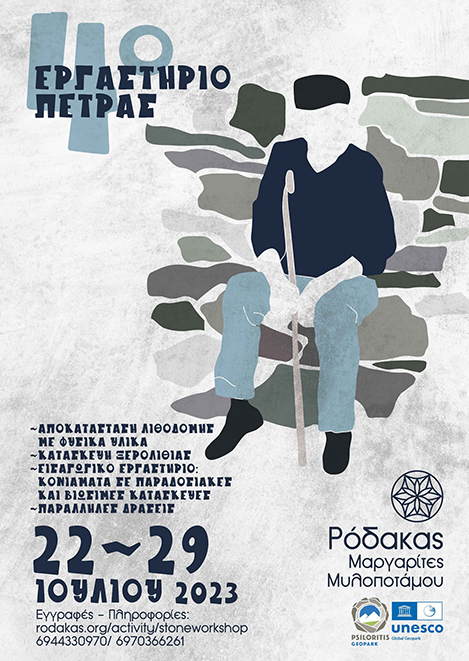 4ο
ΕΡΓΑΣΤΗΡΙΟ
ΠΕΤΡΑΣ
~ΑΠΟΚΑΤΑΣΤΑΣΗ ΛΙΘΟΔΟΜΗΣ
ΜΕ ΦΥΣΙΚΑ ΥΛΙΚΑ
~ΚΑΤΑΣΚΕΥΗ ΞΕΡΟΛΙΘΙΑΣ
~ΕΙΣΑΓΩΓΙΚΟ ΕΡΓΑΣΤΗΡΙΟ:
ΚΟΝΙΑΜΑΤΑ ΣΕ ΠΑΡΑΔΟΣΙΑΚΕΣ
ΚΑΙ ΒΙΩΣΙΜΕΣ ΚΑΤΑΣΚΕΥΕΣ
~ΠΑΡΑΛΛΗΛΕΣ ΔΡΑΣΕΙΣ
22~29
ΙΟΥΛΙΟΥ 2023
Εγγραφές - Πληροφορίες:
rodakas.org/activity/stoneworkshop
6944330970/ 6970366261
Ρόδακας
Μαργαρίτες
Μυλοποτάμου
PSILORITIS
GEOPARK
unesco
Global Geopark